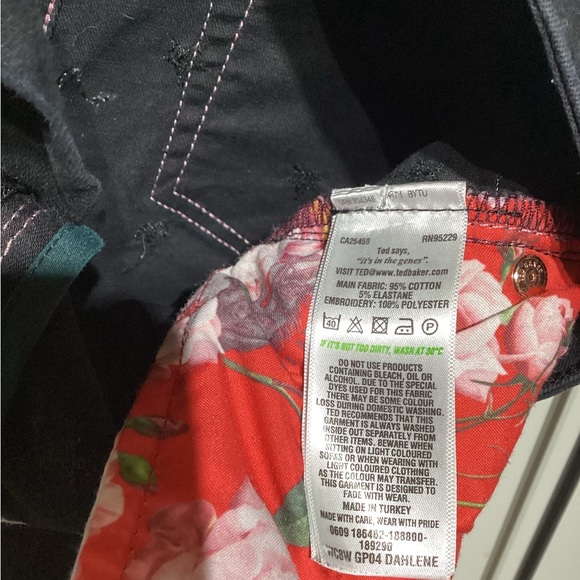 CA25459 RN95229
Ted says,
"it's in the genes".
VISIT TED@www.tedbaker.com
MAIN FABRIC: 95% COTTON
5% ELASTANE
EMBROIDERY: 100% POLYESTER
40 P
IF IT'S NOT TOO DIRTY, WASH AT 30°C
DO NOT USE PRODUCTS
CONTAINING BLEACH, OIL OR
ALCOHOL. DUE TO THE SPECIAL
DYES USED FOR THIS FABRIC
THERE MAY BE SOME COLOUR
LOSS DURING DOMESTIC WASHING.
TED RECOMMENDS THAT THIS
GARMENT IS ALWAYS WASHED
INSIDE OUT SEPARATELY FROM
OTHER ITEMS. BEWARE WHEN
SITTING ON LIGHT COLOURED
SOFAS OR WHEN WEARING WITH
LIGHT COLOURED CLOTHING
AS THE COLOUR MAY TRANSFER.
THIS GARMENT IS DESIGNED TO
FADE WITH WEAR.
MADE IN TURKEY
MADE WITH CARE, WEAR WITH PRIDE
0609 186462-188800-
189290
GP04 DAHLENE